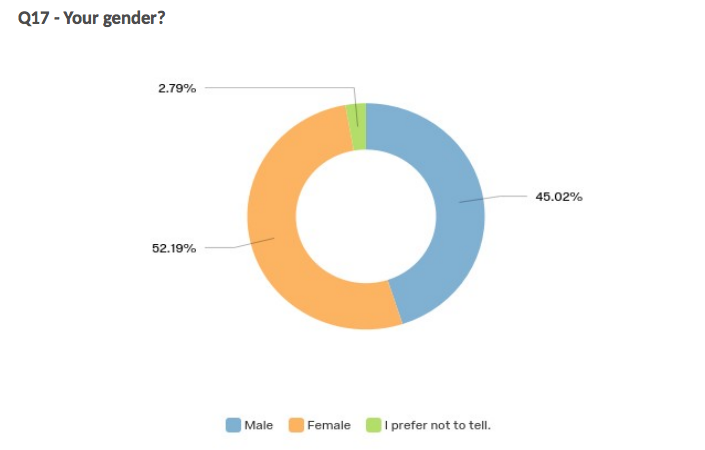 Q17 - Your gender?
2.79%
45.02%
52.19%
Male Female I prefer not to tell.